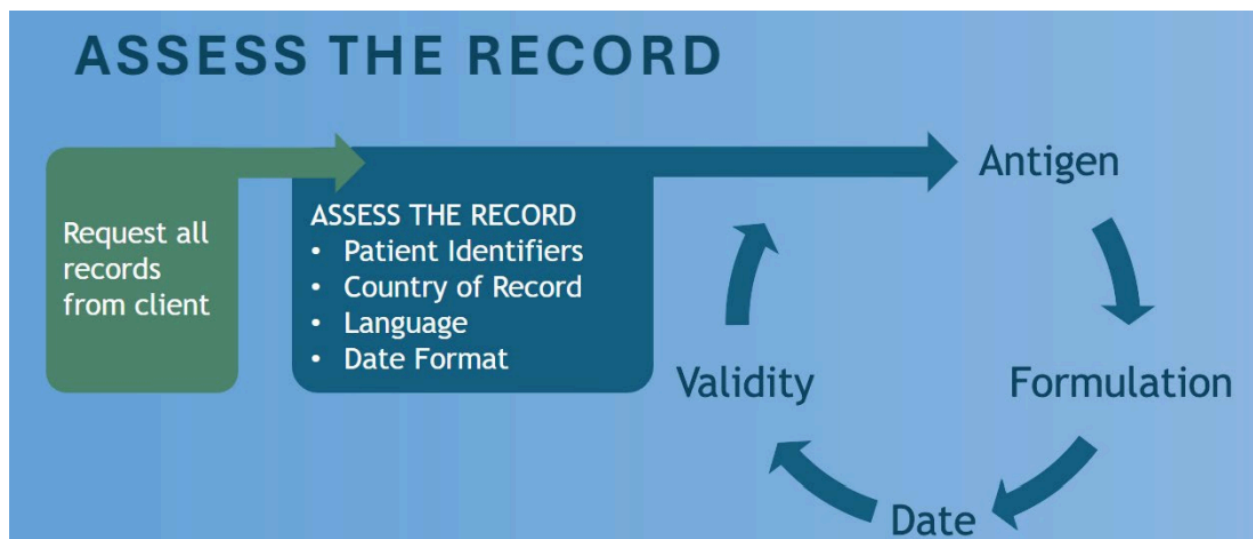 ASSESS THE RECORD
Request all
records
from client
ASSESS THE RECORD
• Patient Identifiers
• Country of Record
• Language
• Date Format
Antigen
Formulation
Date
Validity